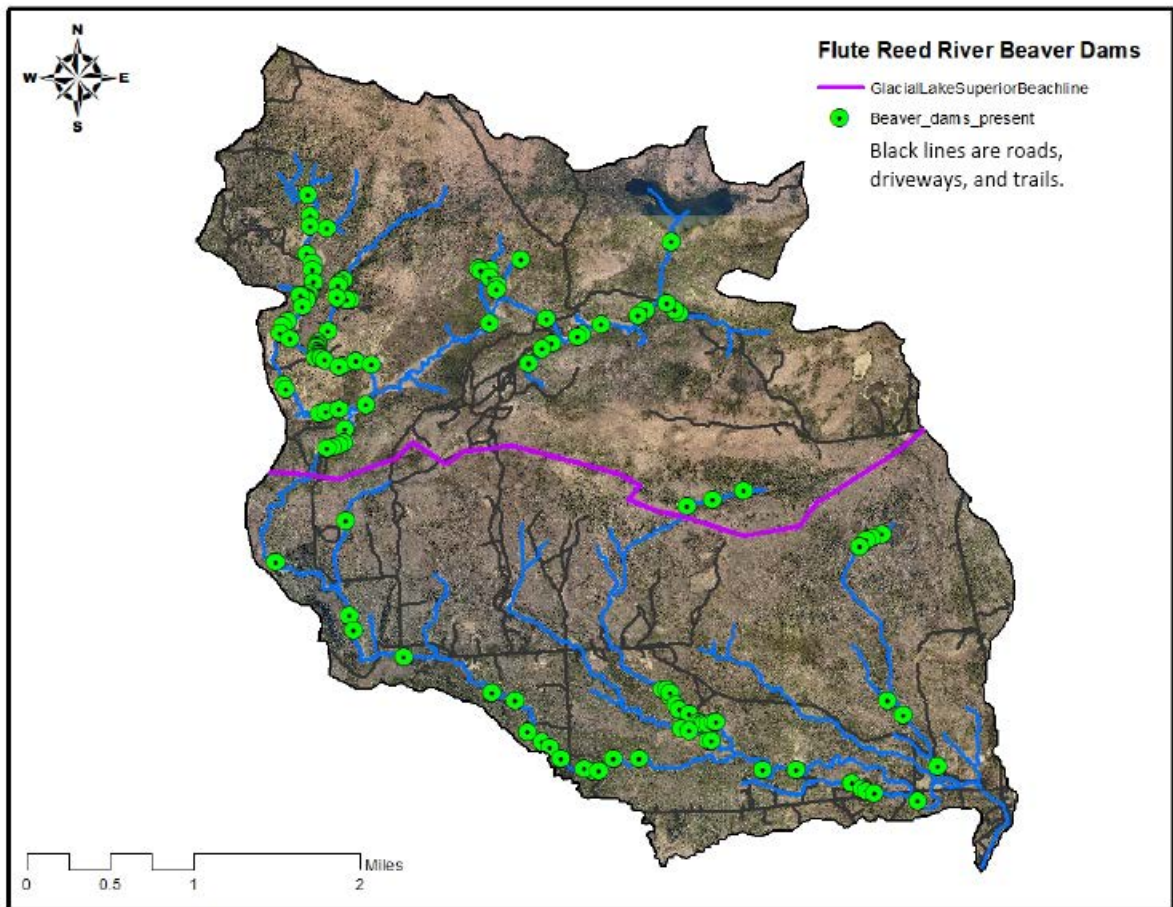 N
W E
S
Flute Reed River Beaver Dams
GlacialLakeSuperiorBeachline
Beaver_dams_present
Black lines are roads,
driveways, and trails.
Miles
0 0.5 1 2